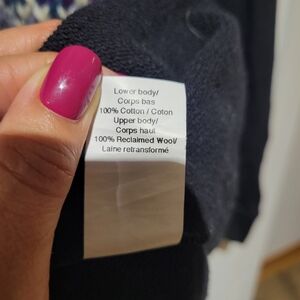 Lower body/
Corps bas
100% Cotton / Coton
Upper body/
Corps haut
100% Reclaimed Wool/
Laine retransformé